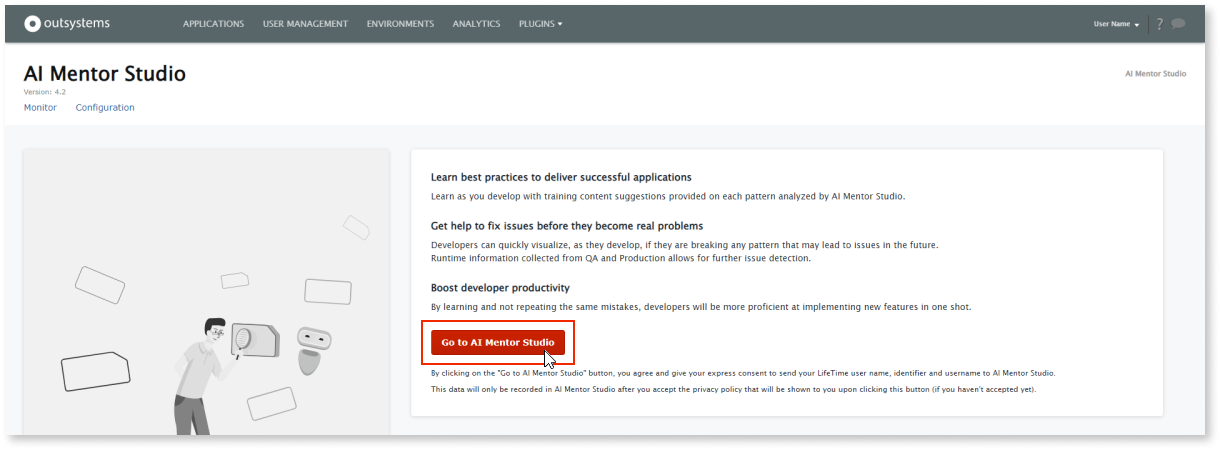 outsystems
APPLICATIONS USER MANAGEMENT ENVIRONMENTS ANALYTICS PLUGINS
User Name
?
AI Mentor Studio
Version: 4.2
Monitor Configuration
AI Mentor Studio
Learn best practices to deliver successful applications
Learn as you develop with training content suggestions provided on each pattern analyzed by AI Mentor Studio.
Get help to fix issues before they become real problems
Developers can quickly visualize, as they develop, if they are breaking any pattern that may lead to issues in the future.
Runtime information collected from QA and Production allows for further issue detection.
Boost developer productivity
By learning and not repeating the same mistakes, developers will be more proficient at implementing new features in one shot.
Go to AI Mentor Studio
By clicking on the "Go to AI Mentor Studio" button, you agree and give your express consent to send your LifeTime user name, identifier and username to AI Mentor Studio.
This data will only be recorded in AI Mentor Studio after you accept the privacy policy that will be shown to you upon clicking this button (if you haven't accepted yet).